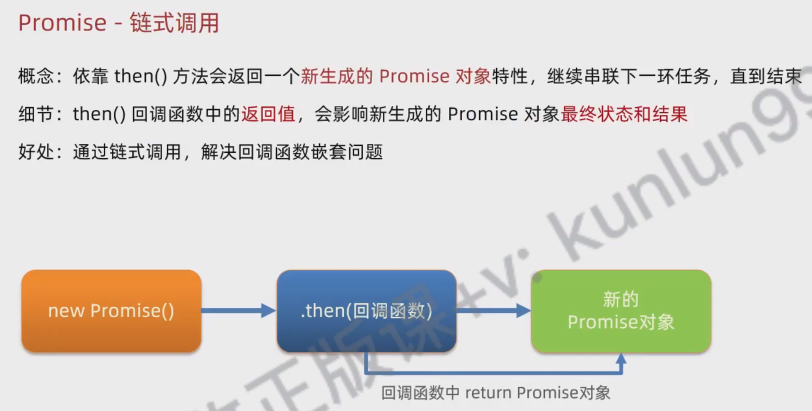 Promise - 链式调用
概念：依靠 then() 方法会返回一个新生成的 Promise 对象特性，继续串联下一环任务，直到结束
细节：then() 回调函数中的返回值，会影响新生成的 Promise 对象最终状态和结果
好处：通过链式调用，解决回调函数嵌套问题
new Promise()
.then(回调函数)
新的
Promise对象
回调函数中 return Promise对象
正版课+v: kunlun99